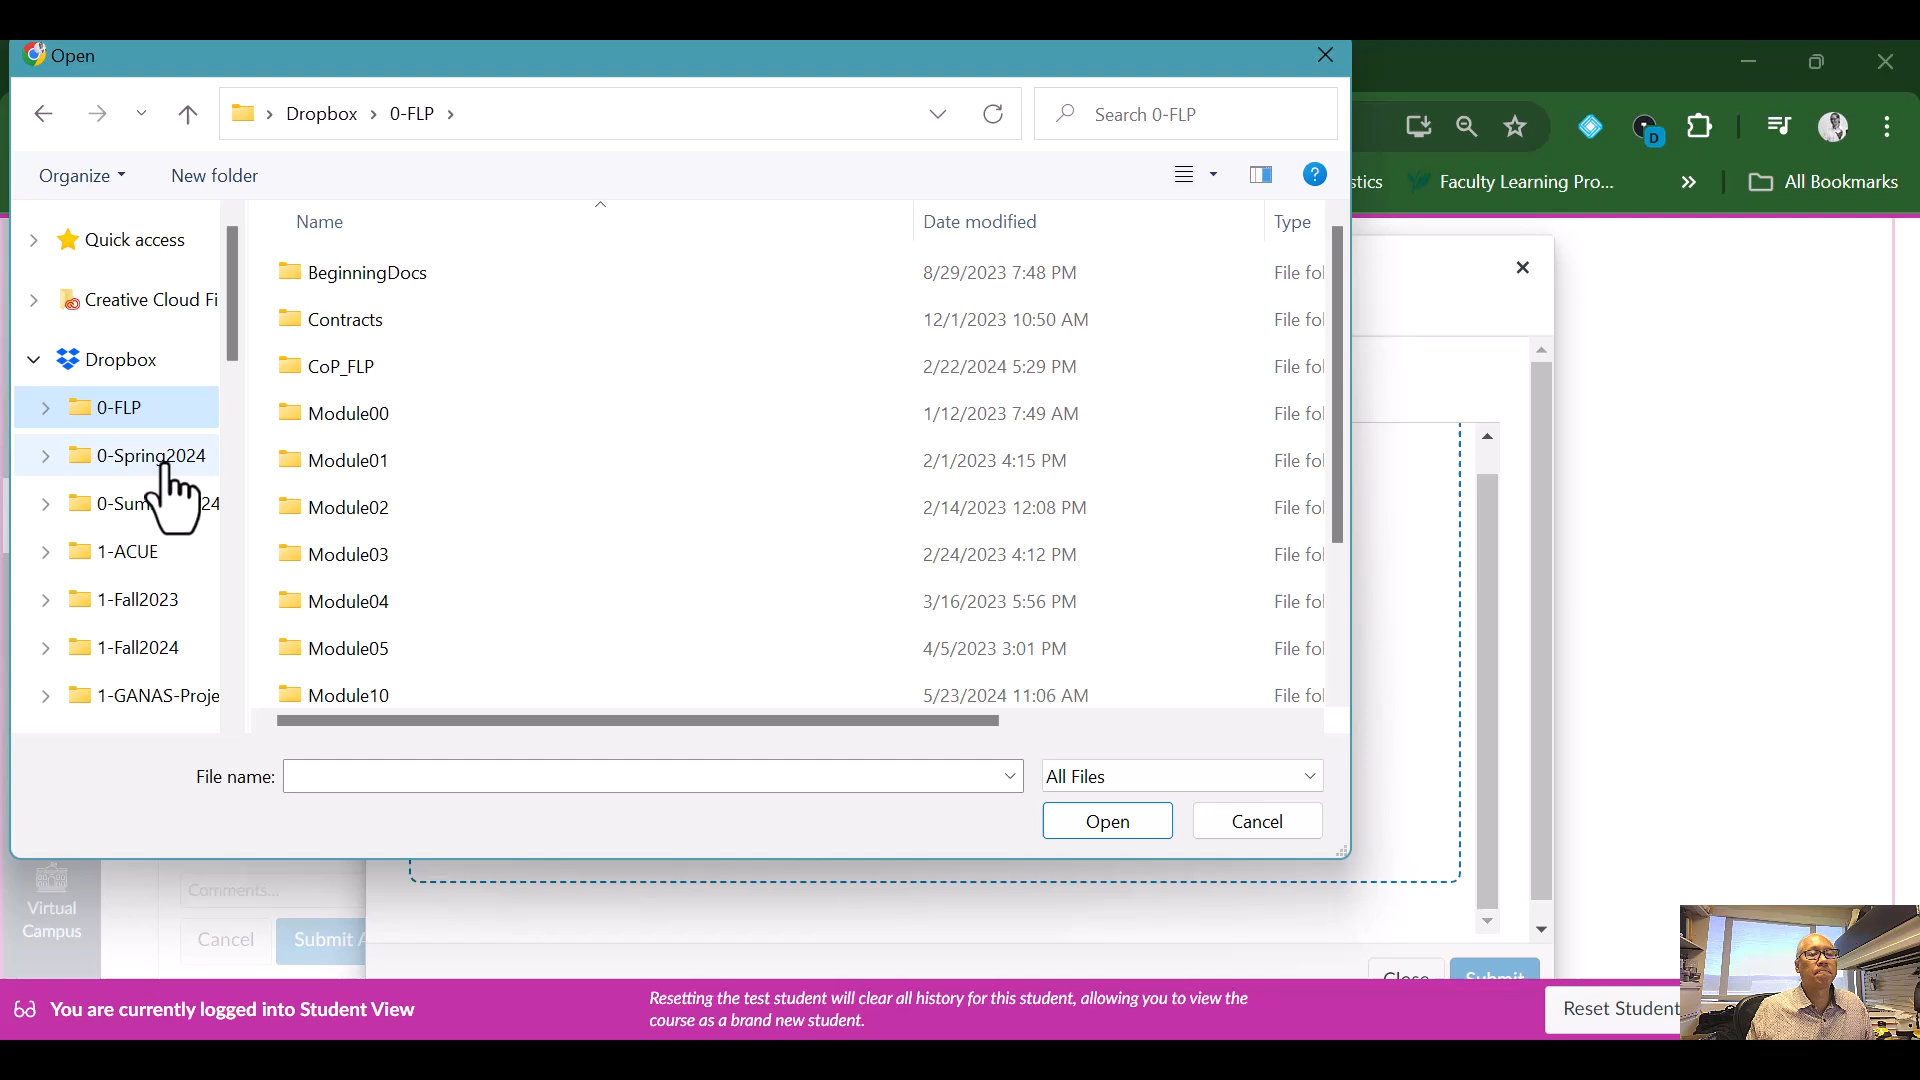 Open
Dropbox
0-FLP
Search 0-FLP
Organize
New folder
stics
Faculty Learning Pro...
All Bookmarks
Name
Date modified
Type
Quick access
Creative Cloud Fi
Dropbox
0-FLP
0-Spring2024
0-Sum 24
1-ACUE
1-Fall2023
1-Fall2024
1-GANAS-Proje
BeginningDocs 8/29/2023 7:48 PM File fol
Contracts 12/1/2023 10:50 AM File fol
CoP_FLP 2/22/2024 5:29 PM File fol
Module00 1/12/2023 7:49 AM File fol
Module01 2/1/2023 4:15 PM File fol
Module02 2/14/2023 12:08 PM File fol
Module03 2/24/2023 4:12 PM File fol
Module04 3/16/2023 5:56 PM File fol
Module05 4/5/2023 3:01 PM File fol
Module10 5/23/2024 11:06 AM File fol
File name:
All Files
Open
Cancel
D
Virtual
Campus
Comments...
Cancel
Submit A
Close
Submit
You are currently logged into Student View
Resetting the test student will clear all history for this student, allowing you to view the
course as a brand new student.
Reset Student